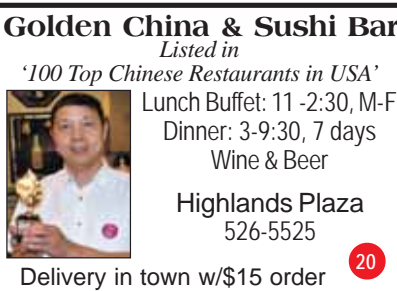 Golden China & Sushi Bar
Listed in
‘100 Top Chinese Restaurants in USA’
Lunch Buffet: 11 -2:30, M-F
Dinner: 3-9:30, 7 days
Wine & Beer
Highlands Plaza
526-5525
20
Delivery in town w/$15 order